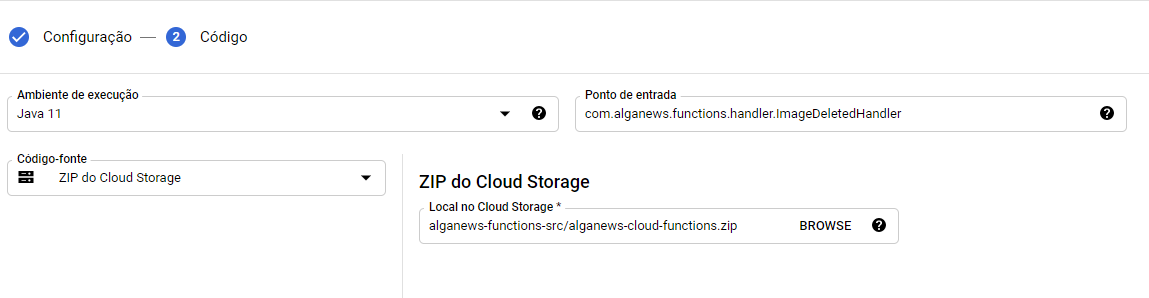 Configuração
2
Código
Ambiente de execução
Java 11
Ponto de entrada
com.alganews.functions.handler.ImageDeletedHandler
Código-fonte
ZIP do Cloud Storage
ZIP do Cloud Storage
Local no Cloud Storage *
alganews-functions-src/alganews-cloud-functions.zip
BROWSE